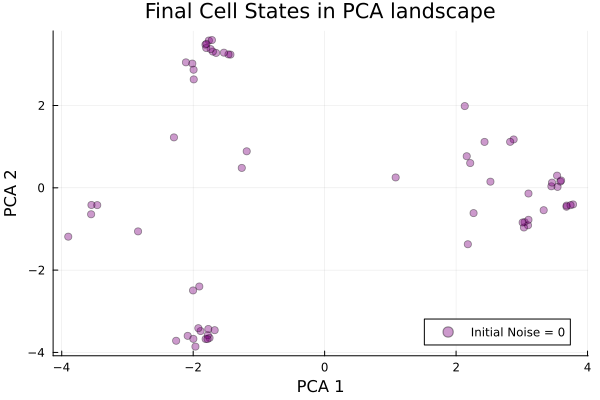 Final Cell States in PCA landscape
PCA 2
2
0
−2
−4
−4
−2
0
2
4
PCA 1
Initial Noise = 0